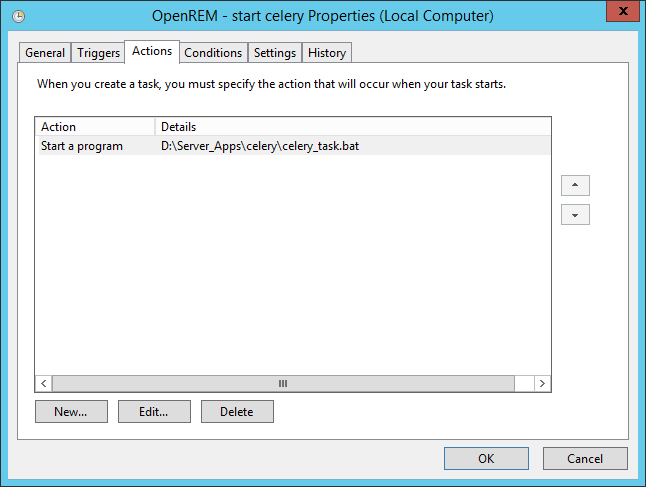 OpenREM - start celery Properties (Local Computer)
x
General Triggers Actions Conditions Settings History
When you create a task, you must specify the action that will occur when your task starts.
Action Details
Start a program D:\Server_Apps\celery\celery_task.bat
New... Edit... Delete
OK Cancel